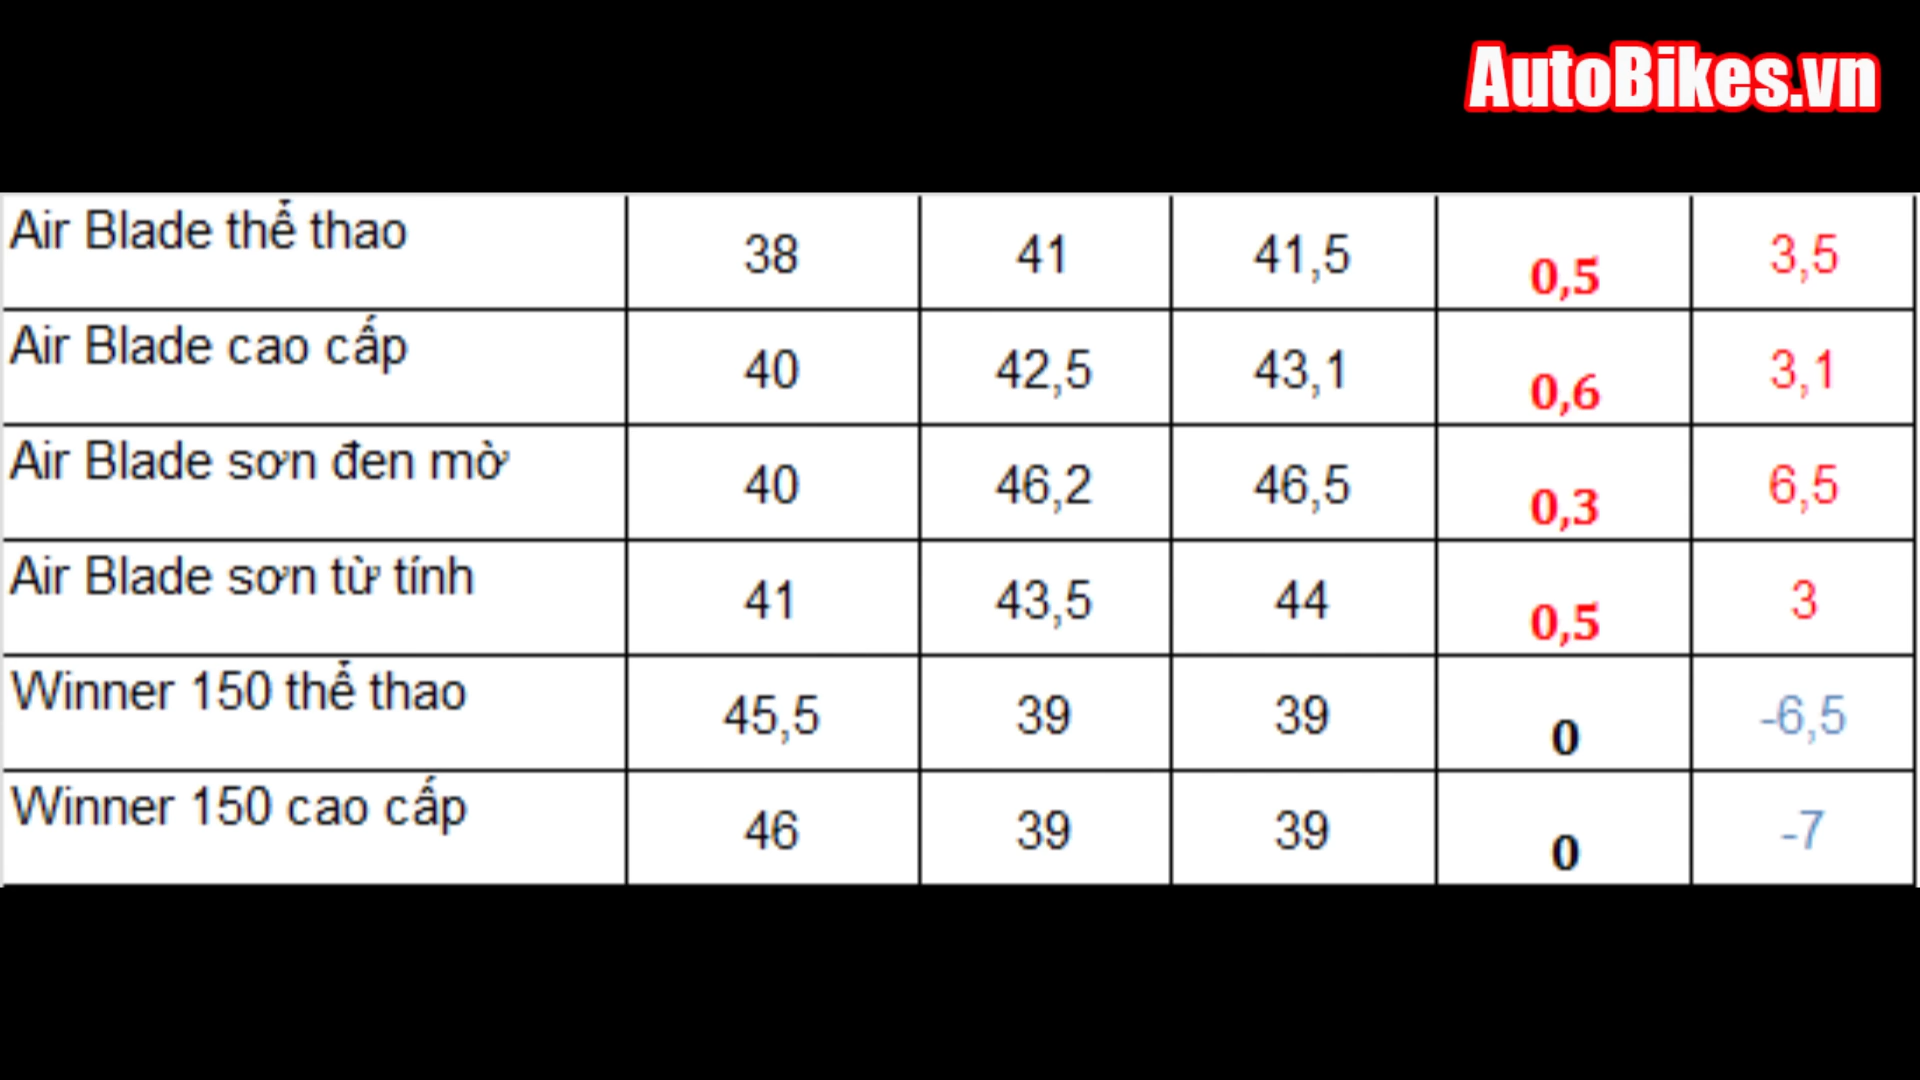 AutoBikes.vn
Air Blade thể thao 38 41 41,5 0,5 3,5
Air Blade cao cấp 40 42,5 43,1 0,6 3,1
Air Blade sơn đen mờ 40 46,2 46,5 0,3 6,5
Air Blade sơn từ tính 41 43,5 44 0,5 3
Winner 150 thể thao 45,5 39 39 0 -6,5
Winner 150 cao cấp 46 39 39 0 -7